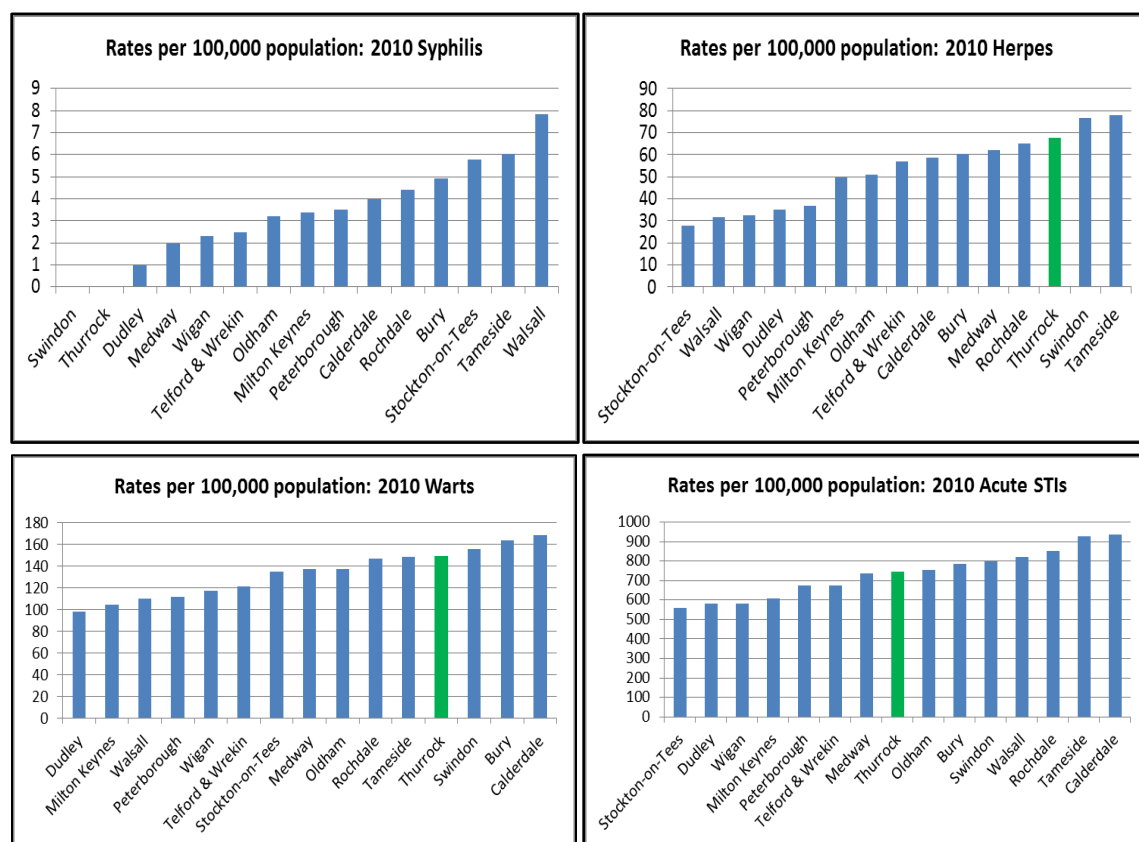 Rates per 100,000 population: 2010 Syphilis
9
8
7
6
5
4
3
2
1
0
Swindon
Thurrock
Dudley
Medway
Wigan
Telford & Wrekin
Oldham
Milton Keynes
Peterborough
Calderdale
Rochdale
Bury
Stockton-on-Tees
Tameside
Walsall
Rates per 100,000 population: 2010 Herpes
90
80
70
60
50
40
30
20
10
0
Stockton-on-Tees
Walsall
Wigan
Dudley
Peterborough
Milton Keynes
Oldham
Telford & Wrekin
Calderdale
Bury
Medway
Rochdale
Thurrock
Swindon
Tameside
Rates per 100,000 population: 2010 Warts
180
160
140
120
100
80
60
40
20
0
Dudley
Milton Keynes
Walsall
Peterborough
Wigan
Telford & Wrekin
Stockton-on-Tees
Medway
Oldham
Rochdale
Tameside
Thurrock
Swindon
Bury
Calderdale
Rates per 100,000 population: 2010 Acute STIs
1000
900
800
700
600
500
400
300
200
100
0
Stockton-on-Tees
Dudley
Wigan
Milton Keynes
Peterborough
Telford & Wrekin
Medway
Thurrock
Oldham
Bury
Swindon
Walsall
Rochdale
Tameside
Calderdale